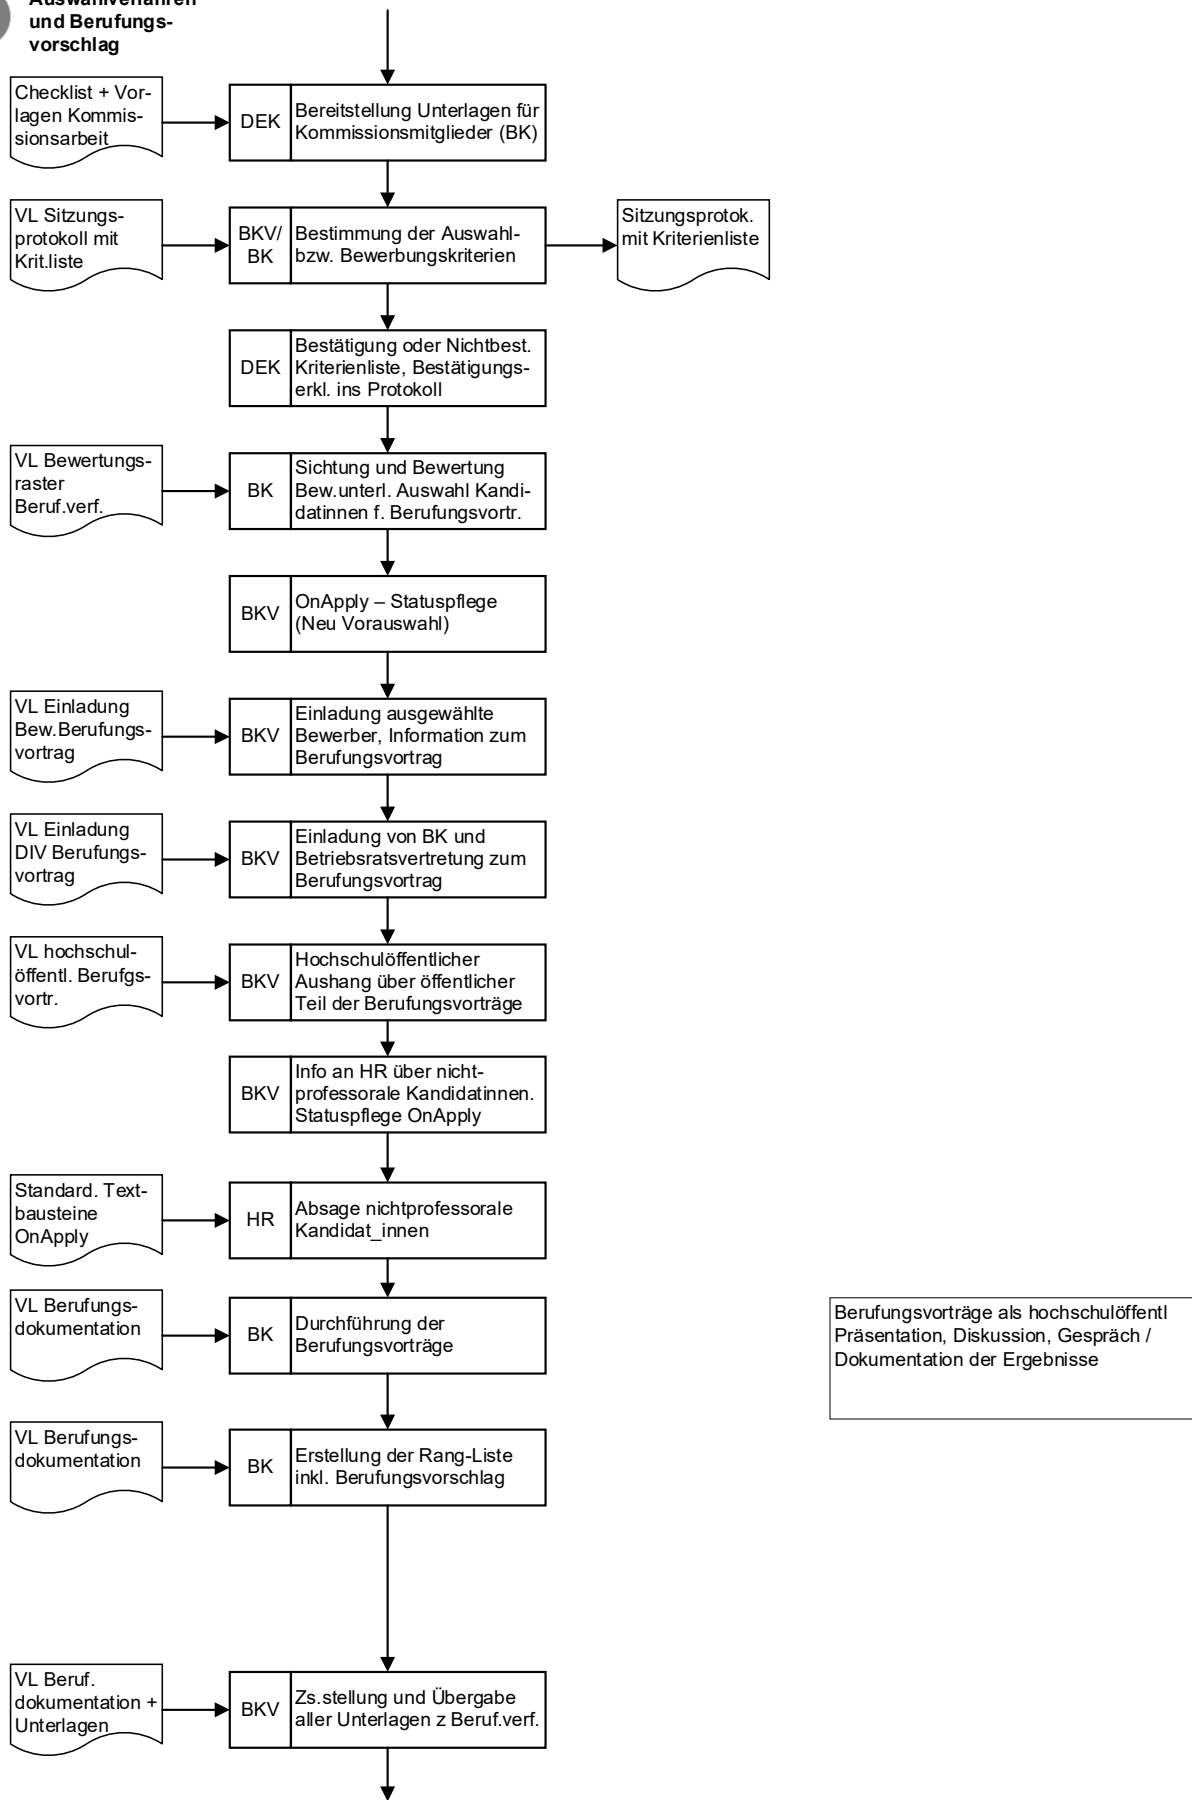 Auswahlverfahren
und Berufungs-
vorschlag
Checklist + Vor-
lagen Kommis-
sionsarbeit
DEK
Bereitstellung Unterlagen für
Kommissionsmitglieder (BK)
VL Sitzungs-
protokoll mit
Krit.liste
BKV/
BK
Bestimmung der Auswahl-
bzw. Bewerbungskriterien
Sitzungsprotok.
mit Kriterienliste
DEK
Bestätigung oder Nichtbest.
Kriterienliste, Bestätigungs-
erkl. ins Protokoll
VL Bewertungs-
raster
Beruf.verf.
BK
Sichtung und Bewertung
Bew.unterl. Auswahl Kandi-
datinnen f. Berufungsvortr.
BKV
OnApply – Statuspflege
(Neu Vorauswahl)
VL Einladung
Bew.Berufungs-
vortrag
BKV
Einladung ausgewählte
Bewerber, Information zum
Berufungsvortrag
VL Einladung
DIV Berufungs-
vortrag
BKV
Einladung von BK und
Betriebsratsvertretung zum
Berufungsvortrag
VL hochschul-
öffentl. Berufgs-
vortr.
BKV
Hochschulöffentlicher
Aushang über öffentlicher
Teil der Berufungsvorträge
BKV
Info an HR über nicht-
professorale Kandidatinnen.
Statuspflege OnApply
Standard. Text-
bausteine
OnApply
HR
Absage nichtprofessorale
Kandidat_innen
VL Berufungs-
dokumentation
BK
Durchführung der
Berufungsvorträge
Berufungsvorträge als hochschulöffentl
Präsentation, Diskussion, Gespräch /
Dokumentation der Ergebnisse
VL Berufungs-
dokumentation
BK
Erstellung der Rang-Liste
inkl. Berufungsvorschlag
VL Beruf.
dokumentation +
Unterlagen
BKV
Zs.stellung und Übergabe
aller Unterlagen z Beruf.verf.